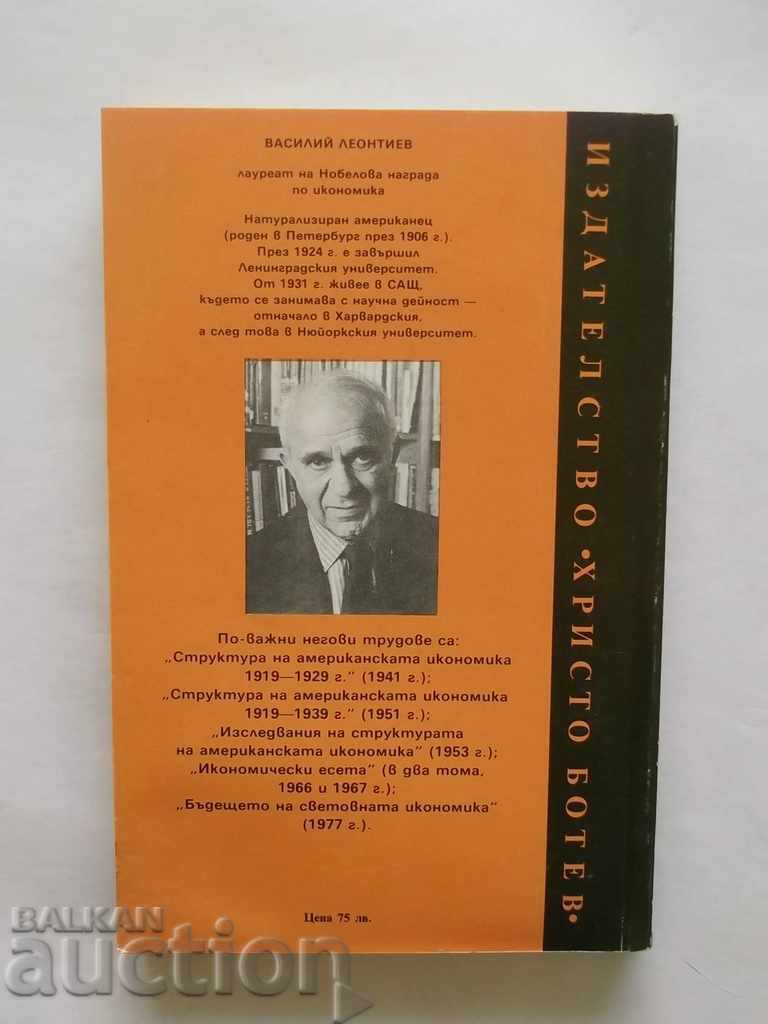 ВАСИЛИЙ ЛЕОНТИЕВ
лауреат на Нобелова награда
по икономика
Натурализиран американец
(роден в Петербург през 1906 г.).
През 1924 г. е завършил
Ленинградския университет.
От 1931 г. живее в САЩ,
където се занимава с научна дейност —
отначало в Харвардския,
а след това в Нюйоркския университет.
По-важни негови трудове са:
„Структура на американската икономика
1919—1929 г.” (1941 г.);
„Структура на американската икономика
1919—1939 г.” (1951 г.);
„Изследвания на структурата
на американската икономика” (1953 г.);
„Икономически есета” (в два тома,
1966 и 1967 г.);
„Бъдещето на световната икономика”
(1977 г.).
Цена 75 лв.
ИЗДАТЕЛСТВО •ХРИСТО БОТЕВ•
BALKAN
auction